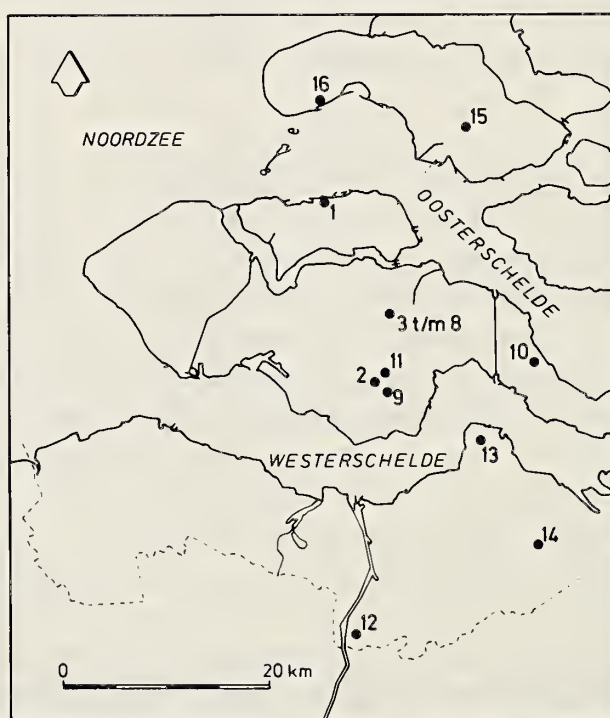 16
15
NOORDZEE
1
OOSTERSCHELDE
3 t/m 8
10
11
2
9
WESTERSCHELDE
13
14
12
0 20 km